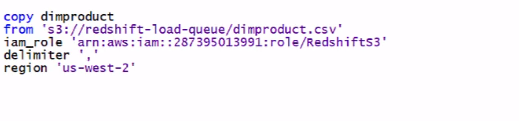 copy dimproduct
from 's3://redshift-load-queue/dimproduct.csv'
iam_role 'arn:aws:iam::287395013991:role/RedshiftS3'
delimiter ','
region 'us-west-2'